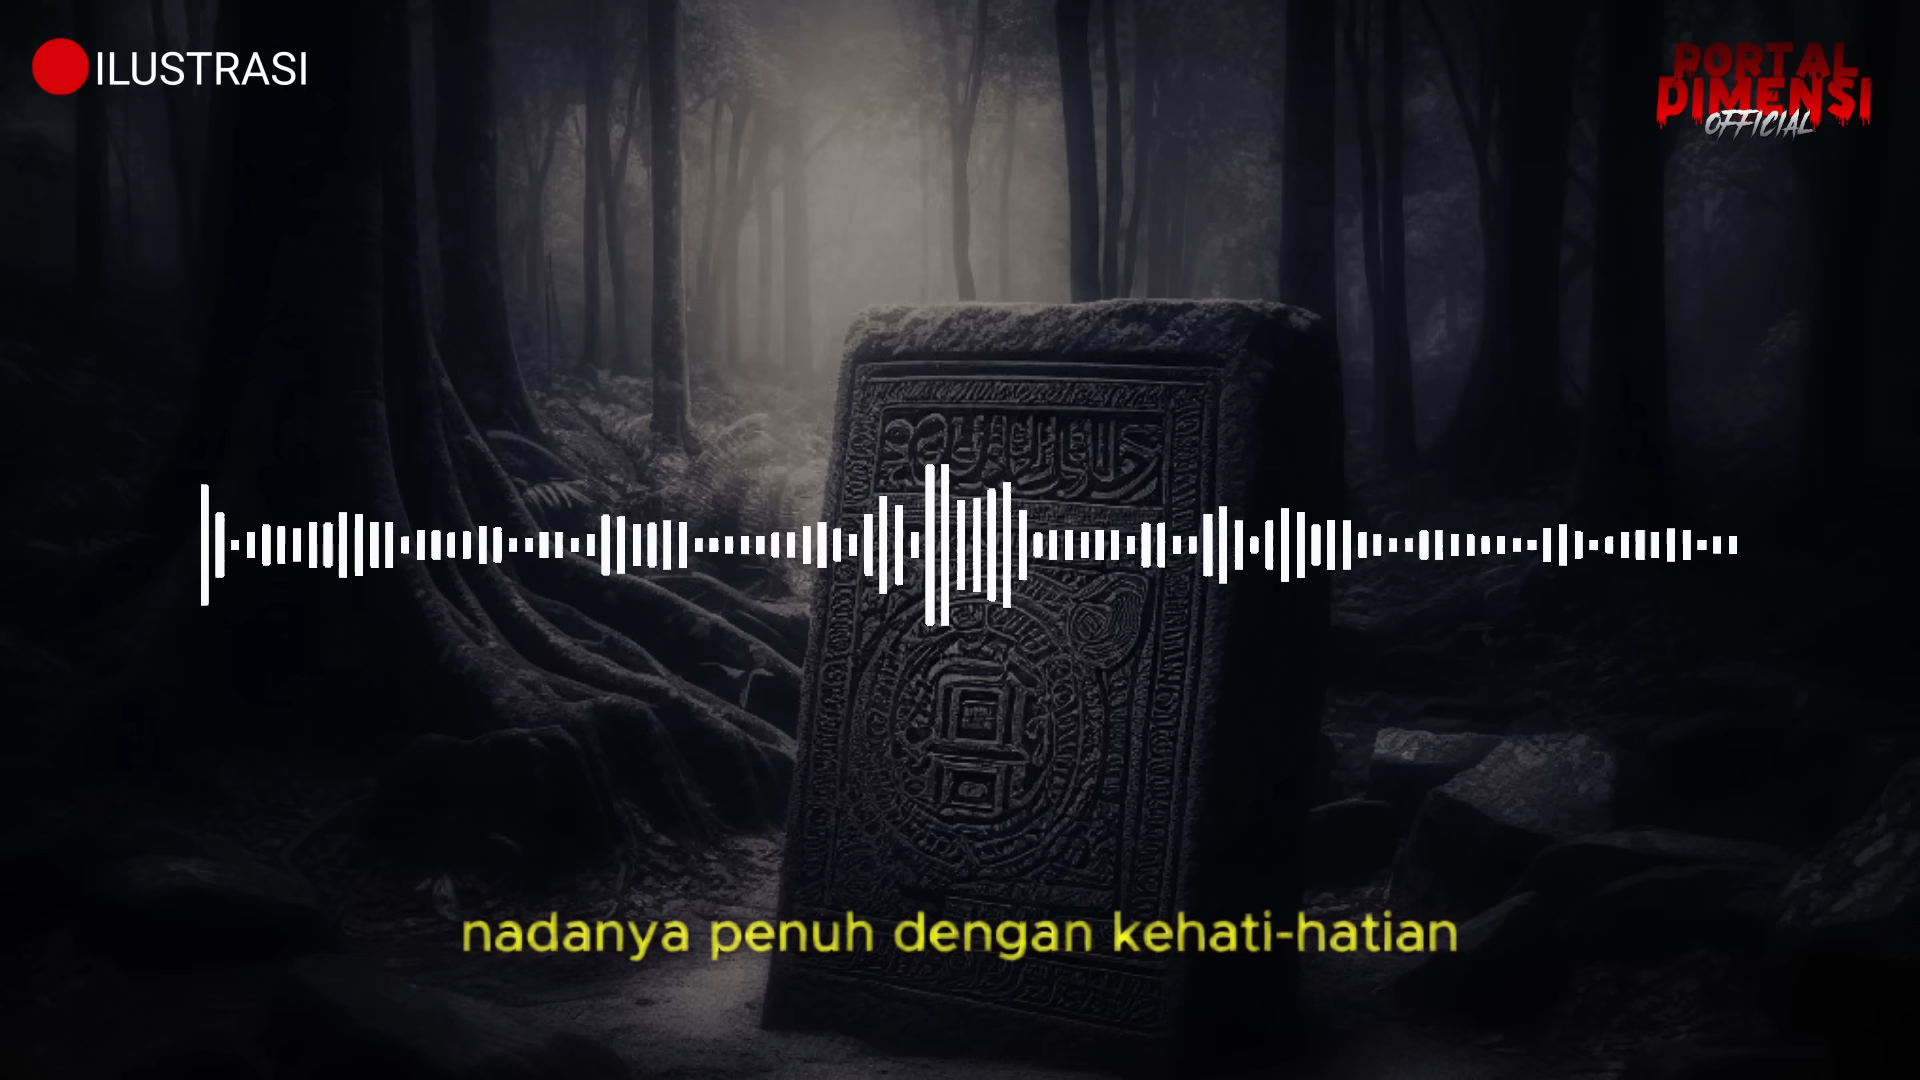 ILUSTRASI
PORTAL
DIMENSI
OFFICIAL
nadanya penuh dengan kehati-hatian